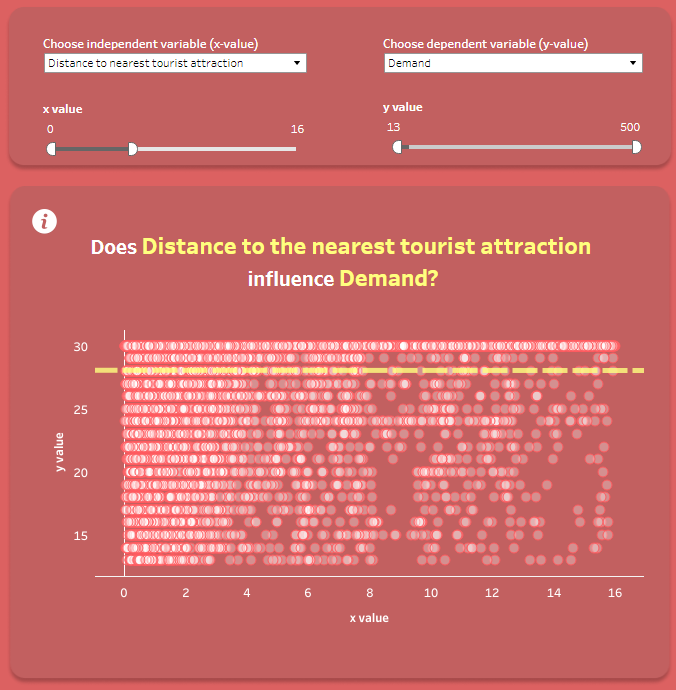 Choose independent variable (x-value)
Choose dependent variable (y-value)
Distance to nearest tourist attraction
Demand
x value
y value
0
16
13
500
i
Does Distance to the nearest tourist attraction
influence Demand?
30
25
20
15
y value
0
2
4
6
8
10
12
14
16
x value